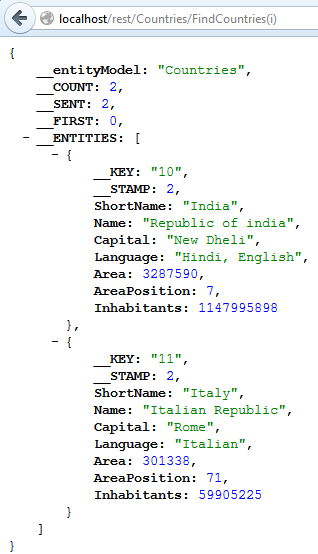 localhost/rest/Countries/FindCountries(i)
{
__entityModel: "Countries",
__COUNT: 2,
__SENT: 2,
__FIRST: 0,
- __ENTITIES: [
- {
__KEY: "10",
__STAMP: 2,
ShortName: "India",
Name: "Republic of india",
Capital: "New Dheli",
Language: "Hindi, English",
Area: 3287590,
AreaPosition: 7,
Inhabitants: 1147995898
},
- {
__KEY: "11",
__STAMP: 2,
ShortName: "Italy",
Name: "Italian Republic",
Capital: "Rome",
Language: "Italian",
Area: 301338,
AreaPosition: 71,
Inhabitants: 59905225
}
]
}